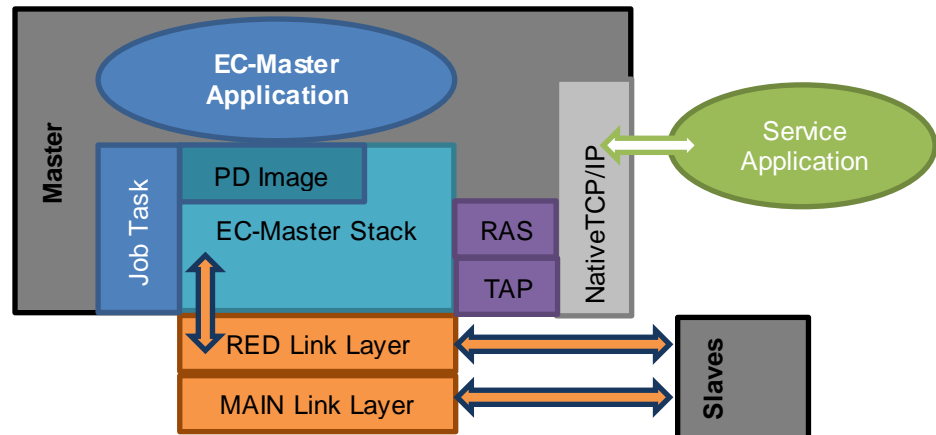 EC-Master
Application
Master
Job Task
PD Image
EC-Master Stack
RAS
TAP
NativeTCP/IP
Service
Application
RED Link Layer
MAIN Link Layer
Slaves